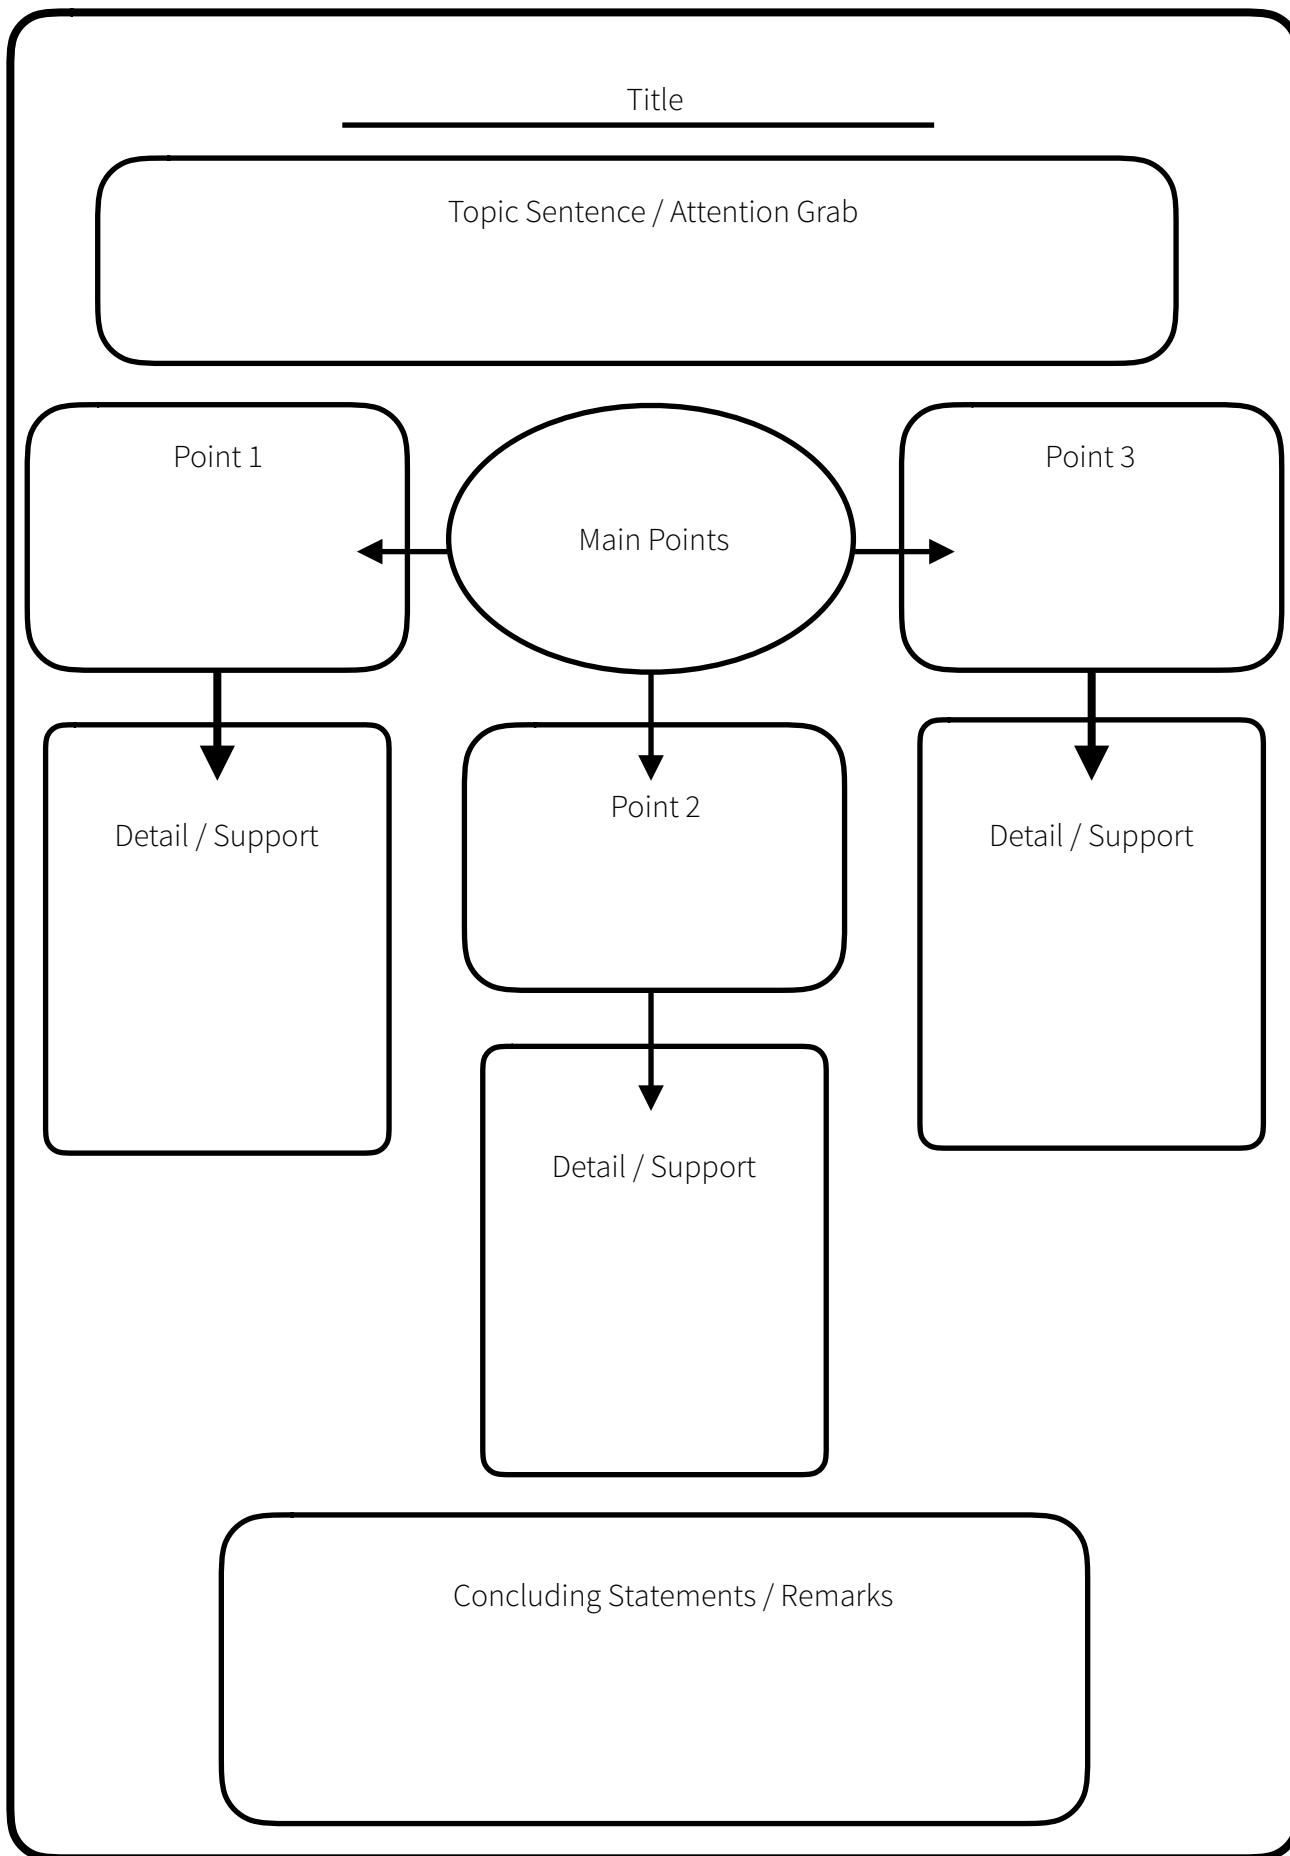 Title
Topic Sentence / Attention Grab
Point 1
Main Points
Point 3
Point 2
Detail / Support
Detail / Support
Detail / Support
Concluding Statements / Remarks